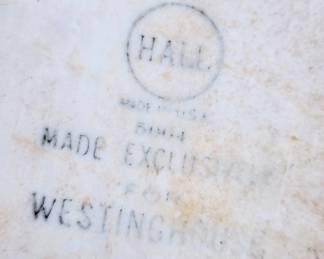 HALL
MADE IN U.S.A.
MADE EXCLUSIVELY
FOR
WESTINGHOUSE